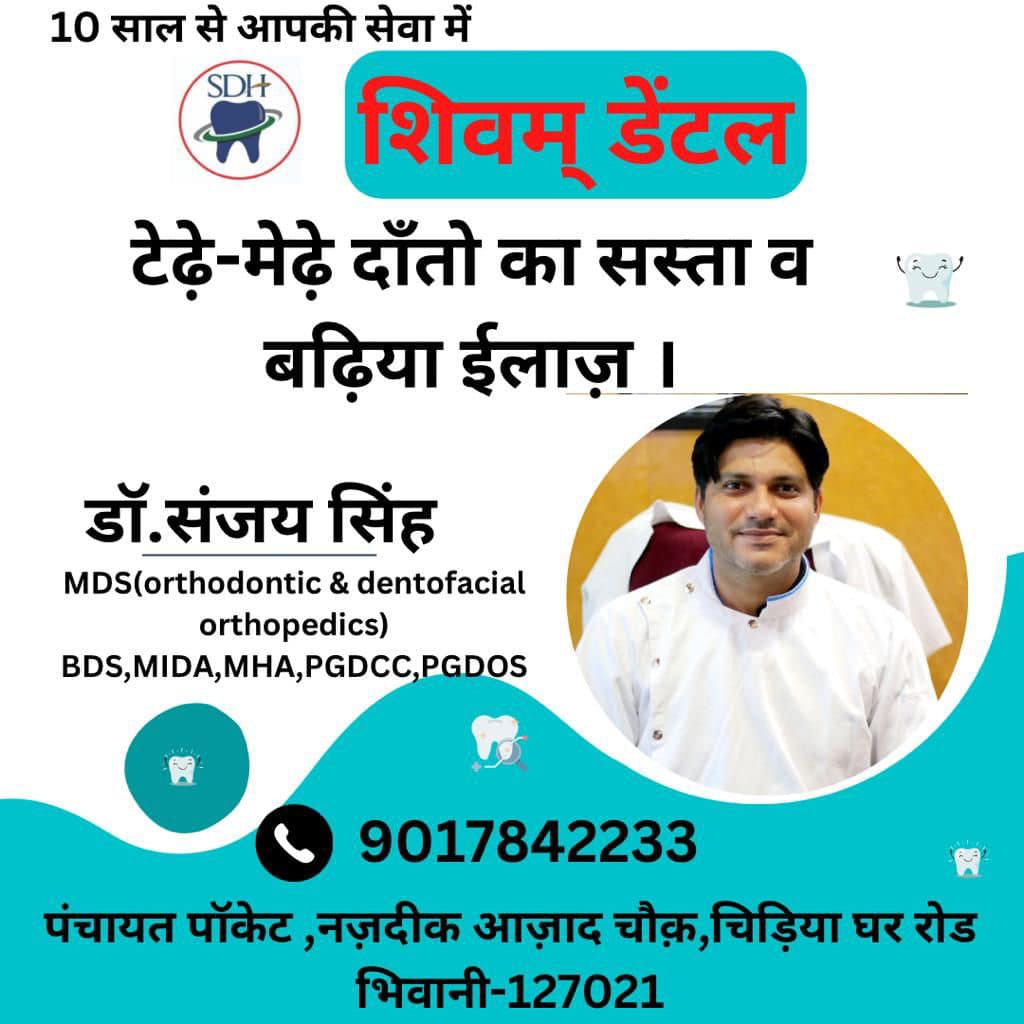 10 साल से आपकी सेवा में
SDH
शिवम् डेंटल
टेढ़े-मेढ़े दाँतो का सस्ता व
बढ़िया ईलाज़ ।
डॉ.संजय सिंह
MDS(orthodontic & dentofacial
orthopedics)
BDS,MIDA,MHA,PGDCC,PGDOS
9017842233
पंचायत पॉकेट ,नज़दीक आज़ाद चौक़,चिड़िया घर रोड
भिवानी-127021